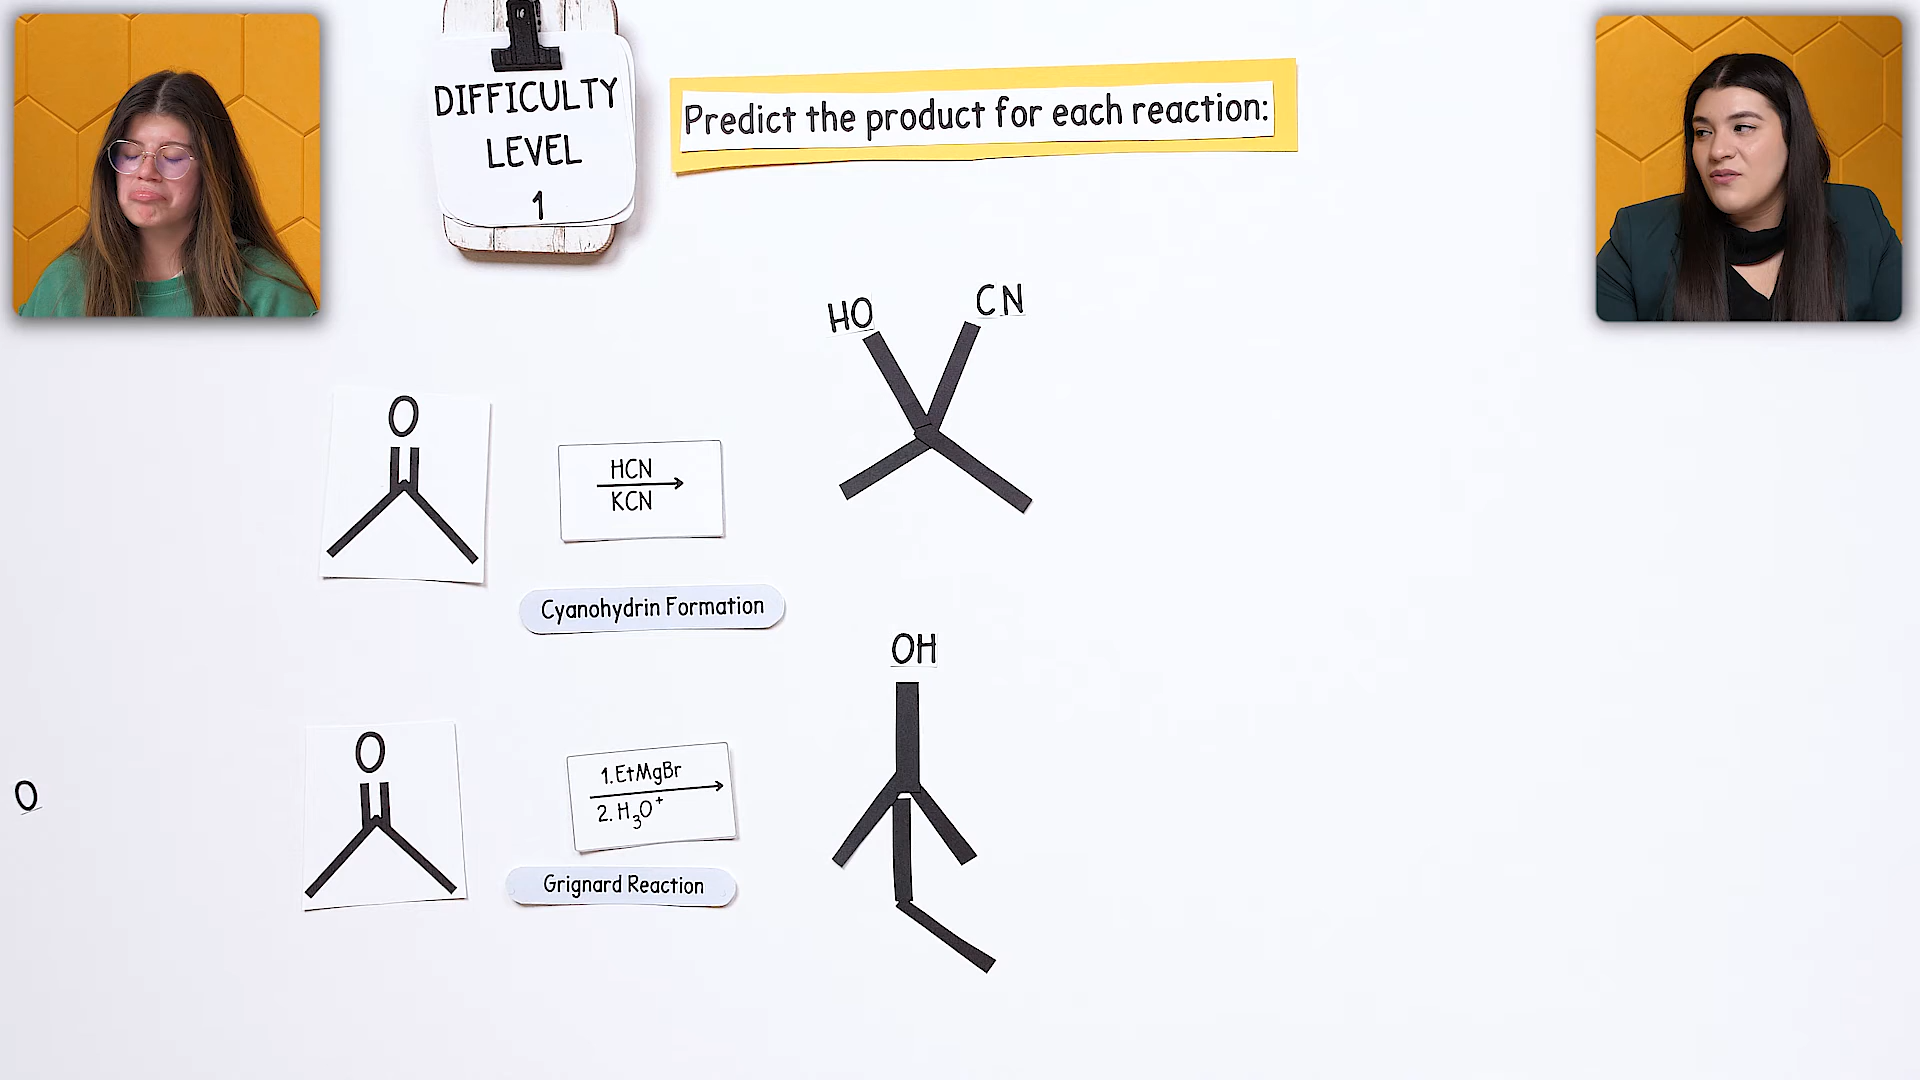 DIFFICULTY
LEVEL
1
Predict the product for each reaction:
HO
CN
O
HCN
KCN
Cyanohydrin Formation
OH
O
1. EtMgBr
2. H₃O⁺
O
Grignard Reaction